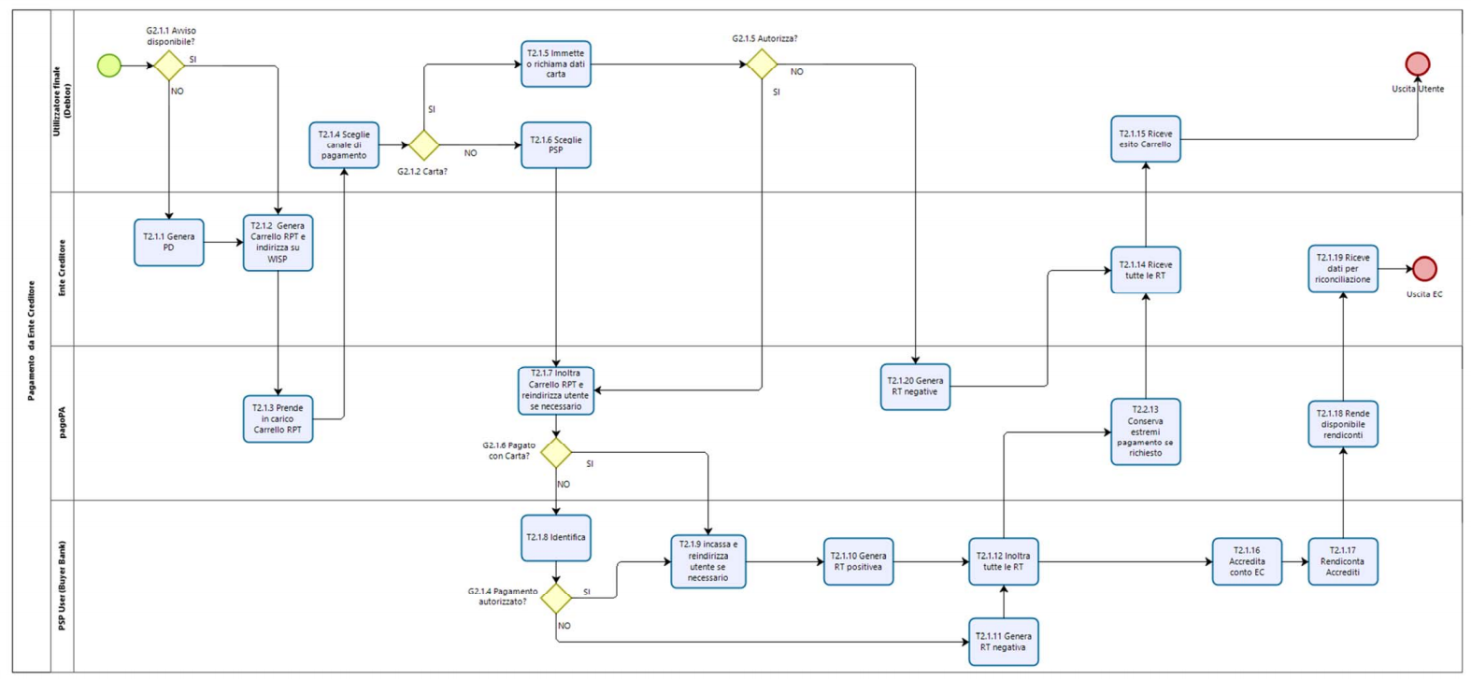 Pagamento da Ente Creditore
Utilizzatore finale
(Debtor)
G2.1.1 Avviso
disponibile?
SI
NO
T2.1.4 Sceglie
canale di
pagamento
G2.1.2 Carta?
SI
NO
T2.1.5 Immette
o richiama dati
carta
T2.1.6 Sceglie
PSP
G2.1.5 Autorizza?
NO
SI
T2.1.15 Riceve
esito Carrello
Uscita Utente
Ente Creditore
T2.1.1 Genera
PD
T2.1.2 Genera
Carrello RPT e
indirizza su
WISP
T2.1.14 Riceve
tutte le RT
T2.1.19 Riceve
dati per
riconciliazione
Uscita EC
pagoPA
T2.1.3 Prende
in carico
Carrello RPT
T2.1.7 Inoltra
Carrello RPT e
reindirizza utente
se necessario
G2.1.6 Pagato
con Carta?
SI
NO
T2.1.20 Genera
RT negative
T2.2.13
Conserva
estremi
pagamento se
richiesto
T2.1.18 Rende
disponibile
rendiconti
PSP User (Buyer Bank)
T2.1.8 Identifica
G2.1.4 Pagamento
autorizzato?
SI
NO
T2.1.9 incassa e
reindirizza
utente se
necessario
T2.1.10 Genera
RT positivea
T2.1.12 Inoltra
tutte le RT
T2.1.11 Genera
RT negativa
T2.1.16
Accredita
conto EC
T2.1.17
Rendiconta
Accrediti